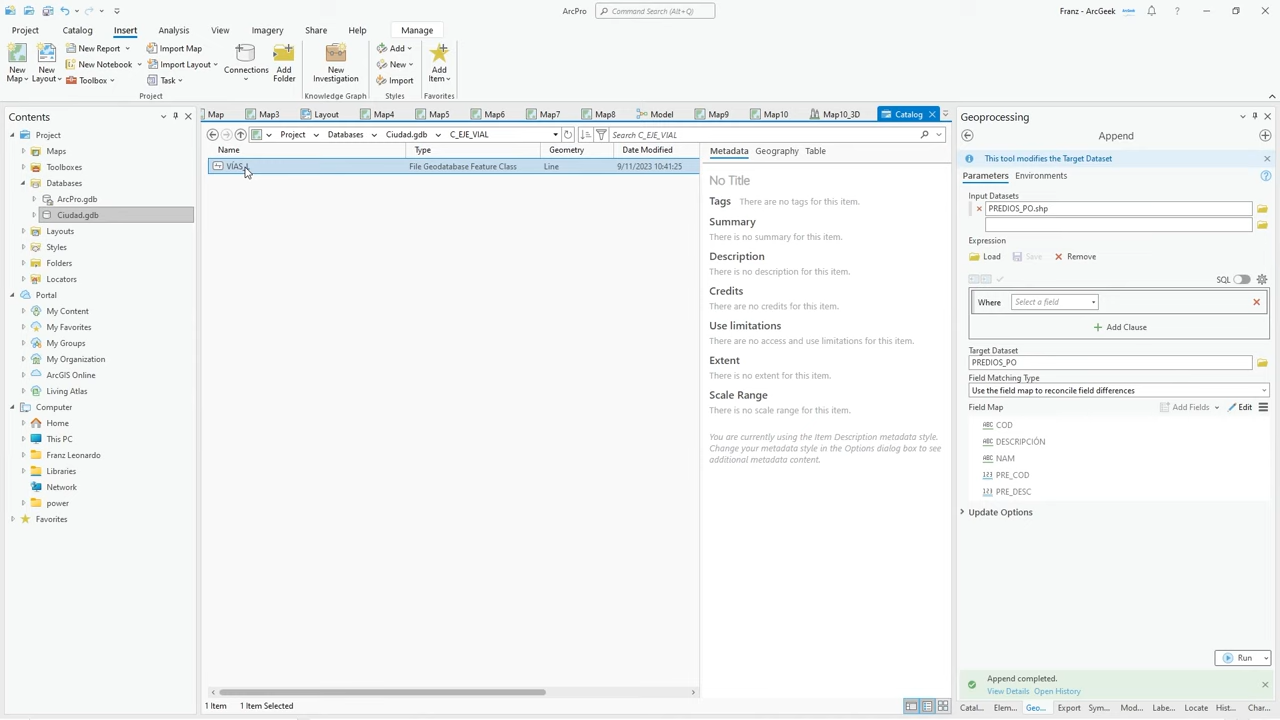 ArcPro
Command Search (Alt+Q)
Franz - ArcGeek
Project
Catalog
Insert
Analysis
View
Imagery
Share
Help
Manage
New Map
New Layout
New Report
New Notebook
Toolbox
Import Map
Import Layout
Task
Connections
Add Folder
New Investigation
Add
New
Import
Add Item
Project
Knowledge Graph
Styles
Favorites
Contents
Project
Maps
Toolboxes
Databases
ArcPro.gdb
Ciudad.gdb
Layouts
Styles
Folders
Locators
Portal
My Content
My Favorites
My Groups
My Organization
ArcGIS Online
Living Atlas
Computer
Home
This PC
Franz Leonardo
Libraries
Network
power
Favorites
Map
Map3
Layout
Map4
Map5
Map6
Map7
Map8
Model
Map9
Map10
Map10_3D
Catalog
Project
Databases
Ciudad.gdb
C_EJE_VIAL
Search C_EJE_VIAL
Name
Type
Geometry
Date Modified
File Geodatabase Feature Class
Line
9/11/2023 10:41:25
1 Item
1 Item Selected
Metadata
Geography
Table
No Title
Tags There are no tags for this item.
Summary
There is no summary for this item.
Description
There is no description for this item.
Credits
There are no credits for this item.
Use limitations
There are no access and use limitations for this item.
Extent
There is no extent for this item.
Scale Range
There is no scale range for this item.
You are currently using the Item Description metadata style.
Change your metadata style in the Options dialog box to see
additional metadata content.
Geoprocessing
Append
This tool modifies the Target Dataset
Parameters
Environments
Input Datasets
PREDIOS_PO.shp
Expression
Load
Save
Remove
SQL
Where
Select a field
Add Clause
Target Dataset
PREDIOS_PO
Field Matching Type
Use the field map to reconcile field differences
Field Map
Add Fields
Edit
ABC COD
ABC DESCRIPCIÓN
ABC NAM
123 PRE_COD
123 PRE_DESC
Update Options
Run
Append completed.
View Details Open History
Catal...
Elem...
Geo...
Export
Sym...
Mod...
Labe...
Locate
Hist...
Char...